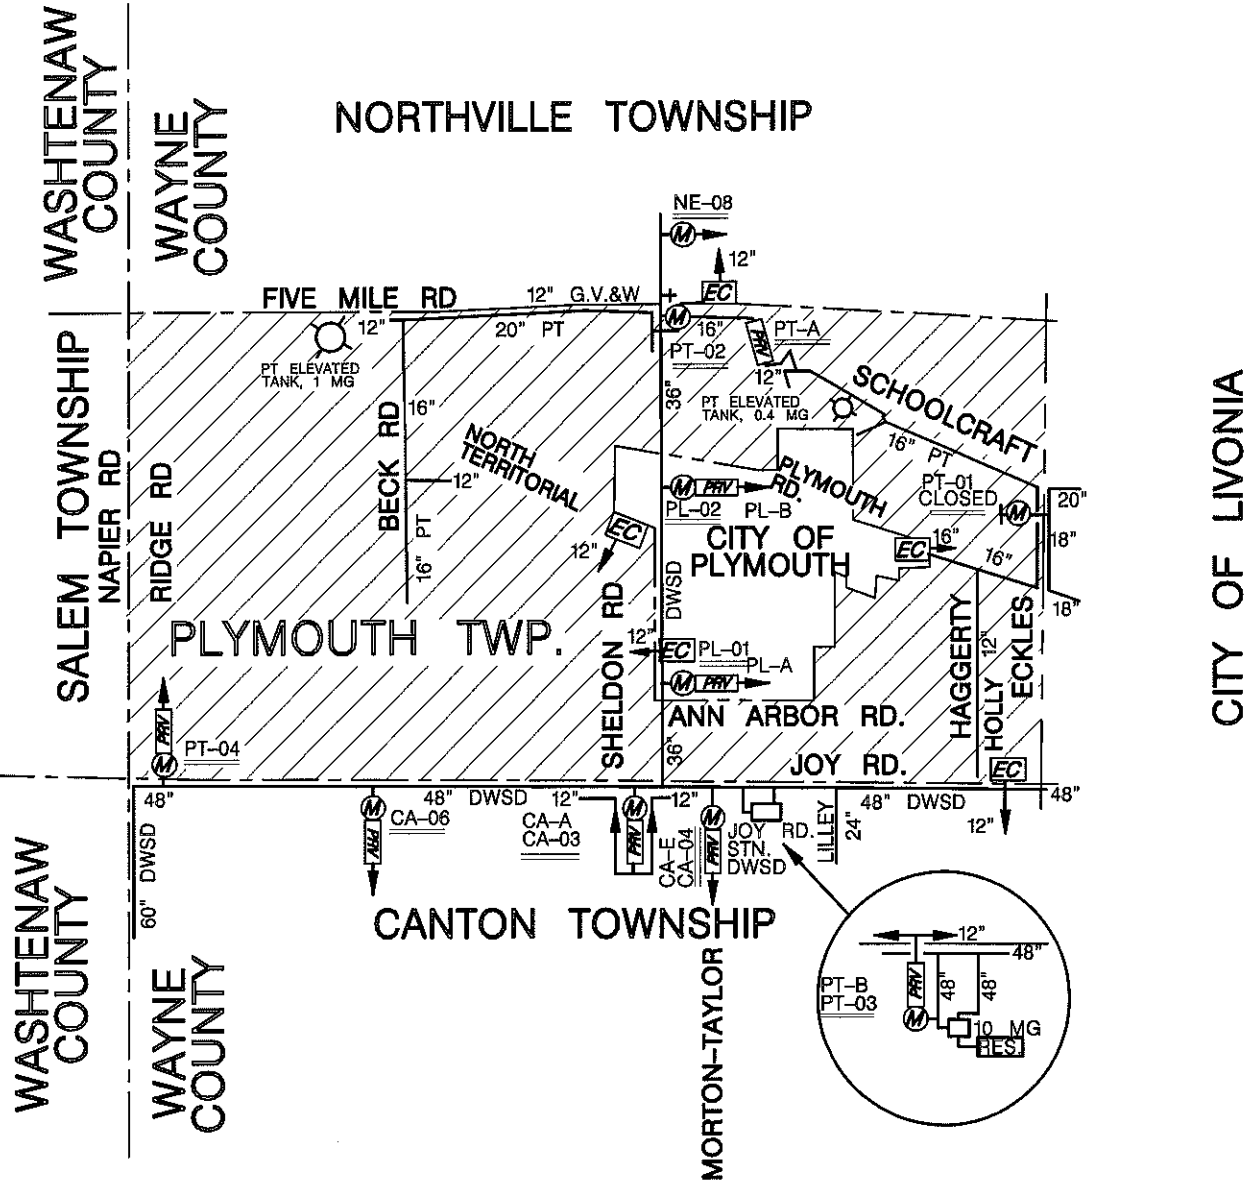 WASHTENAW
COUNTY
WAYNE
COUNTY
NORTHVILLE TOWNSHIP
NE-08
M
12"
EC
FIVE MILE RD
12" G.V.&W
12"
20" PT
M
16"
PT-02
PRV
PT-A
12"
PT ELEVATED
TANK, 1 MG
PT ELEVATED
TANK, 0.4 MG
SCHOOLCRAFT
16" PT
36"
SALEM TOWNSHIP
NAPIER RD
RIDGE RD
BECK RD
16"
12"
16" PT
NORTH
TERRITORIAL
PLYMOUTH
RD.
M
PRV
PL-02
PL-B
PT-01
CLOSED
M
20"
18"
18"
CITY OF LIVONIA
EC
12"
CITY OF
PLYMOUTH
EC
16"
16"
DWSD
PLYMOUTH TWP.
SHELDON RD
12"
EC
PL-01
PL-A
M
PRV
HAGGERTY
12"
HOLLY
ECKLES
ANN ARBOR RD.
36"
JOY RD.
EC
12"
PRV
M
PT-04
48"
48" DWSD
12"
12"
48" DWSD
48"
60" DWSD
M
PRV
CA-06
CA-A
CA-03
M
PRV
CA-E
CA-04
M
PRV
JOY RD.
STN.
DWSD
LILLEY
24"
CANTON TOWNSHIP
MORTON-TAYLOR
12"
48"
PRV
48"
48"
PT-B
PT-03
M
10 MG
RES.
WASHTENAW
COUNTY
WAYNE
COUNTY